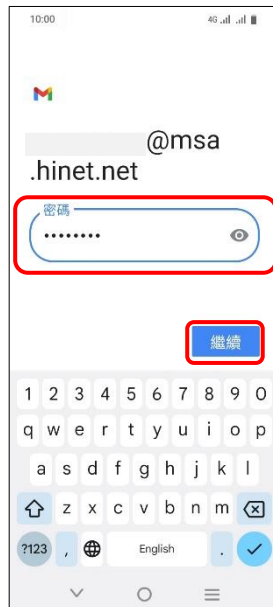 10:00
4G
@msa
.hinet.net
密碼
••••••••
繼續
1 2 3 4 5 6 7 8 9 0
q w e r t y u i o p
a s d f g h j k l
z x c v b n m
?123 , English .